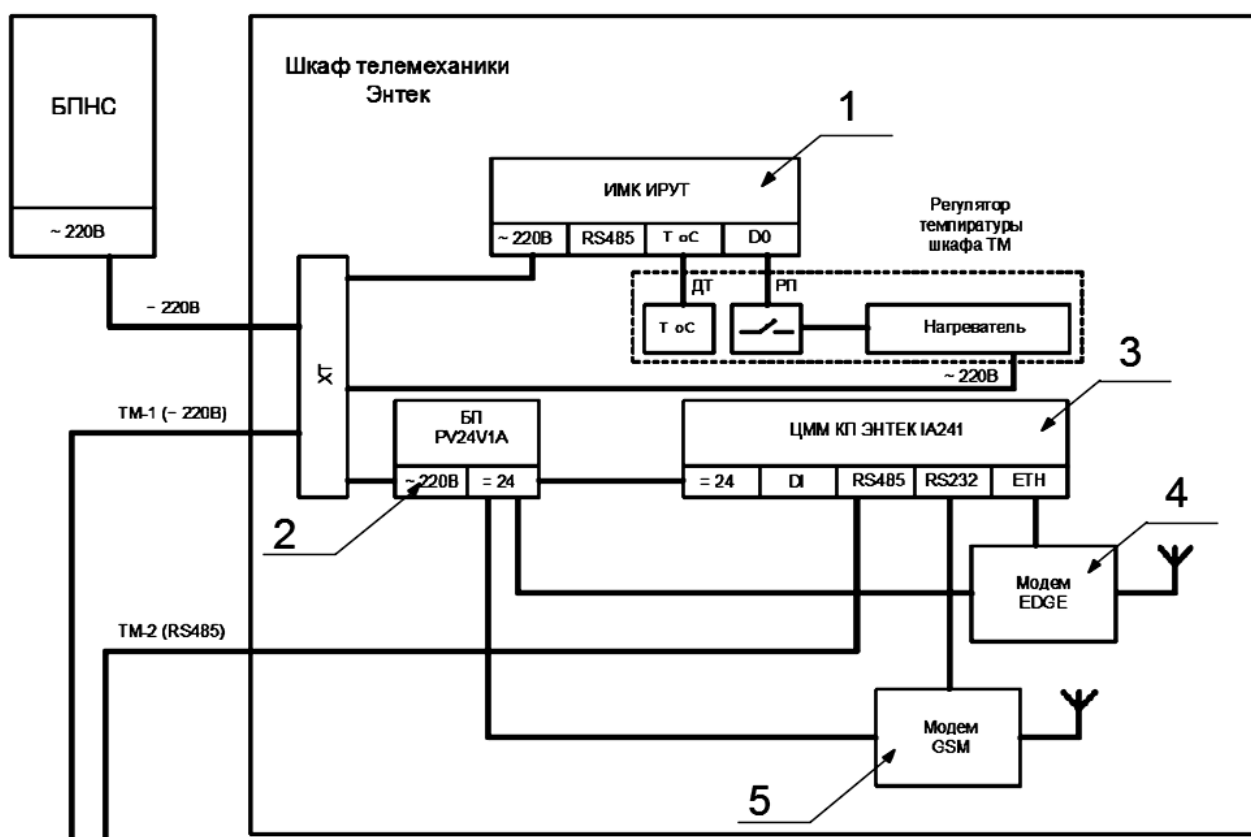 БПНС
~ 220В
Шкаф телемеханики
Энтек
1
ИМК ИРУТ
~ 220В RS485 T oC D0
Регулятор
темпиратуры
шкафа ТМ
ДТ РП
T oC
Нагреватель
~ 220В
~ 220В
ХТ
3
ТМ-1 (~ 220В)
БП
PV24V1A
~ 220В = 24
2
ЦММ КП ЭНТЕК IA241
= 24 DI RS485 RS232 ETH
4
Модем
EDGE
ТМ-2 (RS485)
Модем
GSM
5